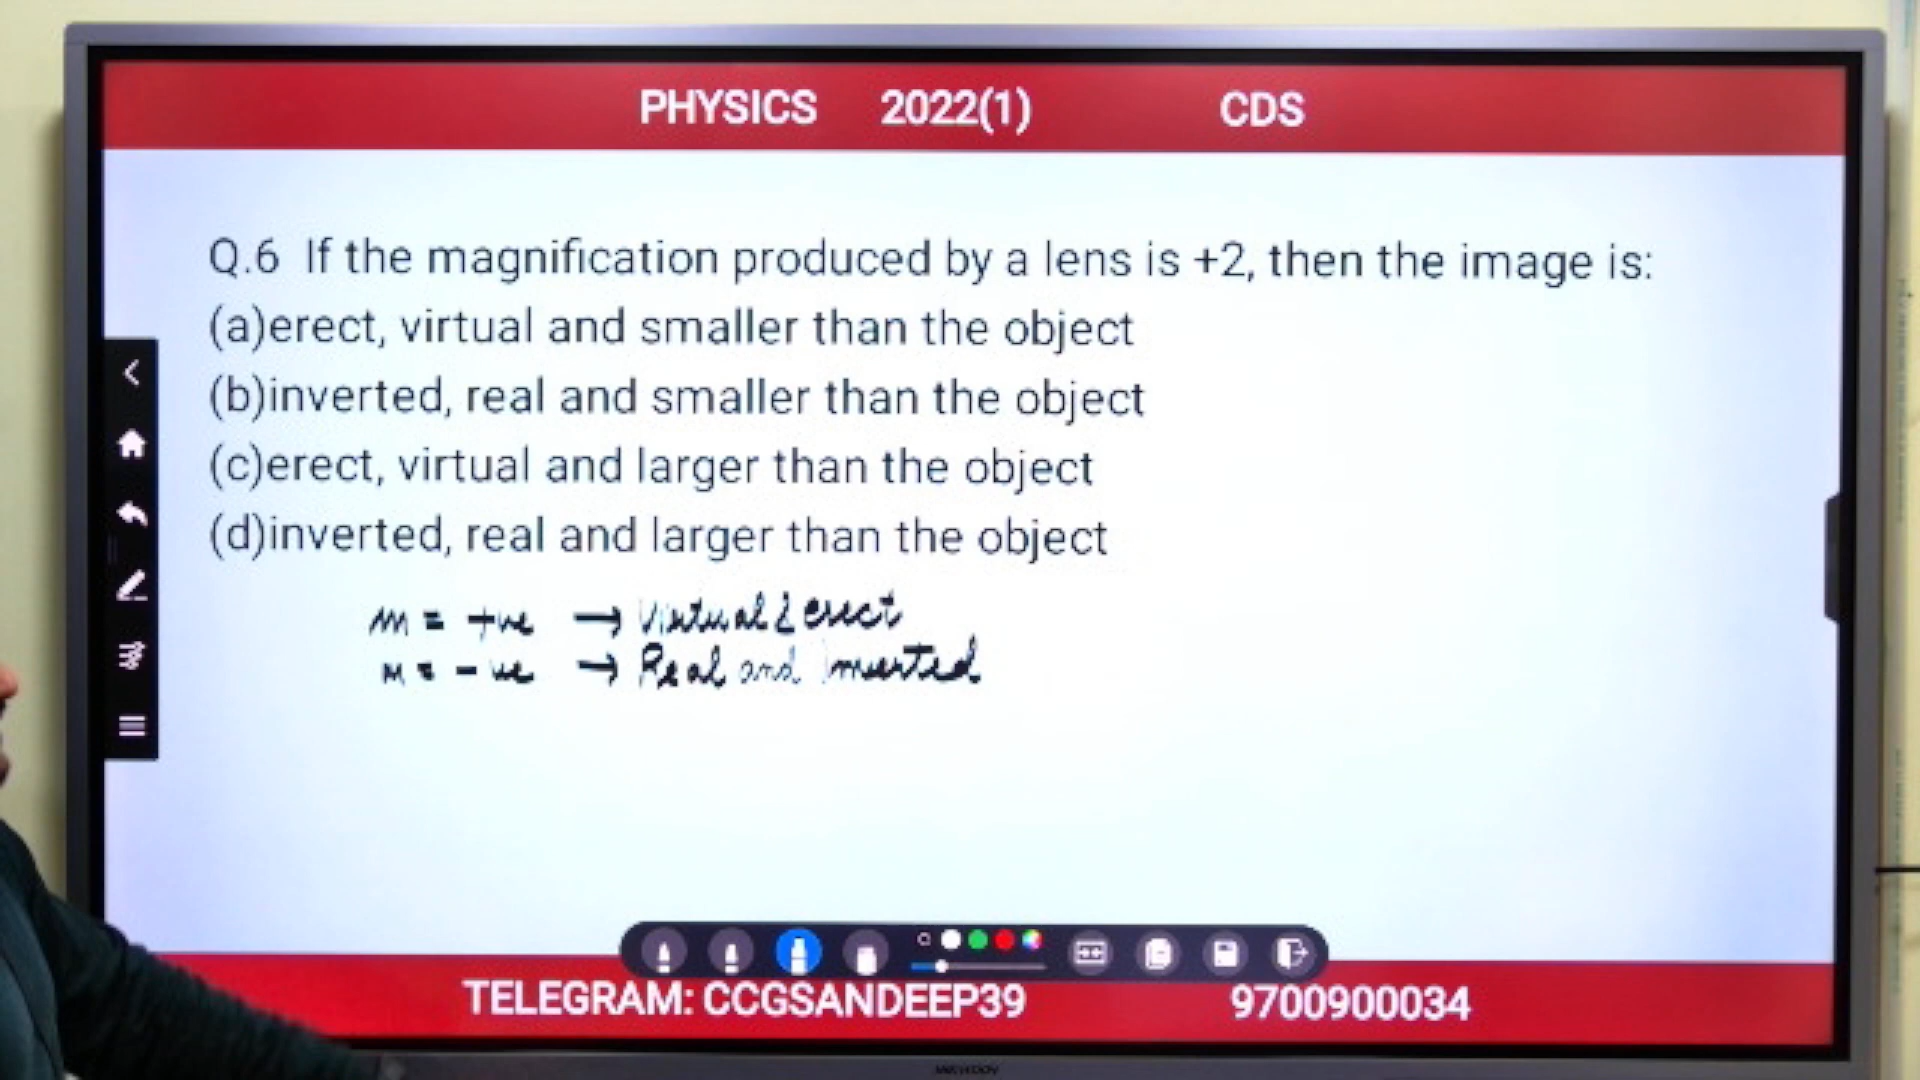 PHYSICS 2022(1) CDS
Q.6 If the magnification produced by a lens is +2, then the image is:
(a)erect, virtual and smaller than the object
(b)inverted, real and smaller than the object
(c)erect, virtual and larger than the object
(d)inverted, real and larger than the object
m = +ve → Virtual & erect
m = -ve → Real and inverted
TELEGRAM: CCGSANDEEP39 9700900034